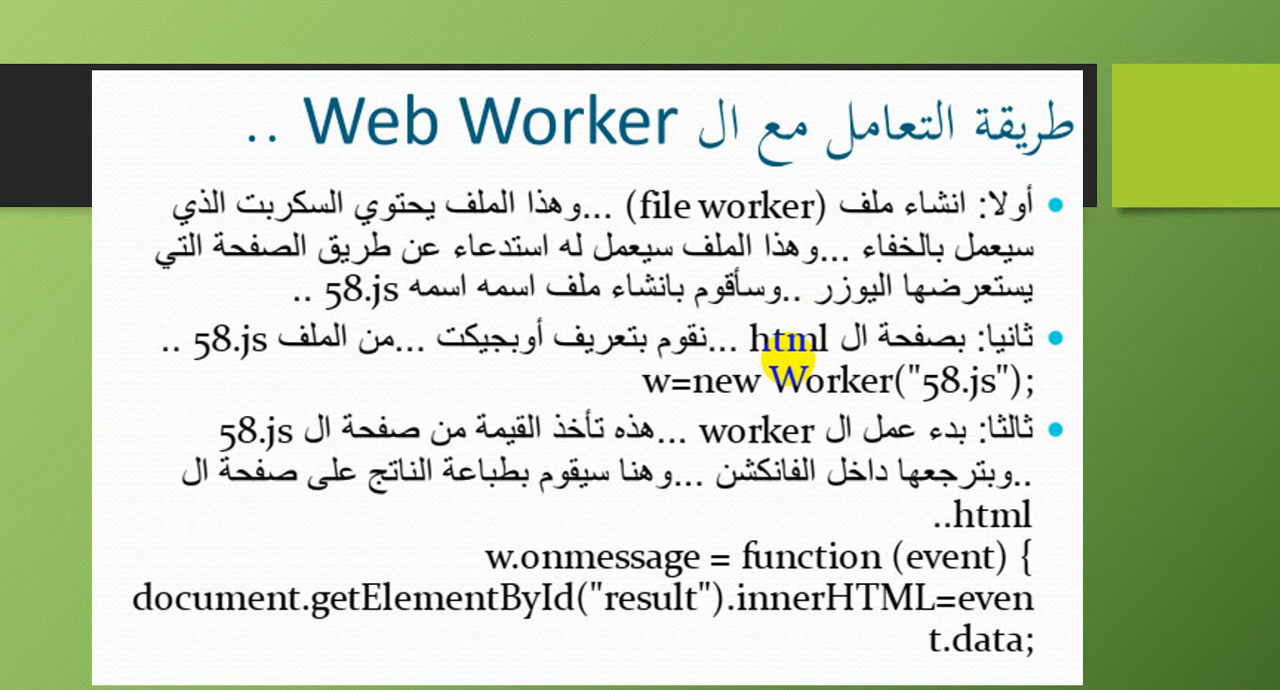 طريقة التعامل مع ال Web Worker ..
أولا: انشاء ملف (file worker) ...وهذا الملف يحتوي السكربت الذي
سيعمل بالخفاء ...وهذا الملف سيعمل له استدعاء عن طريق الصفحة التي
يستعرضها اليوزر ..وسأقوم بانشاء ملف اسمه اسمه 58.js ..
ثانيا: بصفحة ال html ...نقوم بتعريف أوبجيكت ...من الملف 58.js ..
w=new Worker("58.js");
ثالثا: بدء عمل ال worker ...هذه تأخذ القيمة من صفحة ال 58.js
..وبترجعها داخل الفانكشن ...وهنا سيقوم بطباعة الناتج على صفحة ال
html..
w.onmessage = function (event) {
document.getElementById("result").innerHTML=even
t.data;